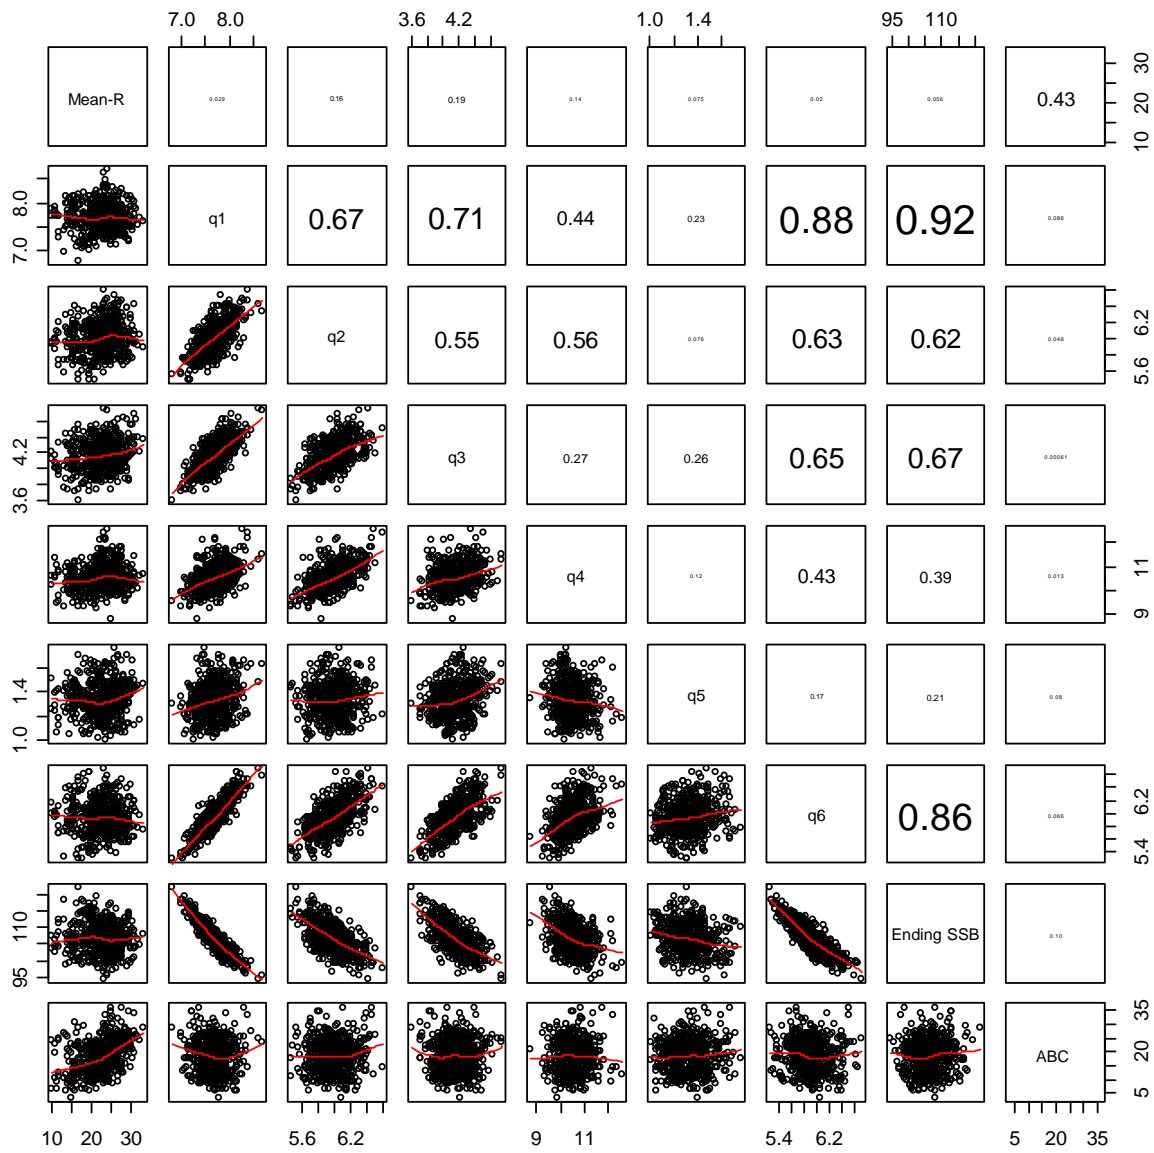 7.0 8.0 3.6 4.2 1.0 1.4 95 110
Mean-R 0.029 0.16 0.19 0.14 0.075 0.02 0.056 0.43 10 20 30
7.0 8.0 q1 0.67 0.71 0.44 0.23 0.88 0.92 0.086
q2 0.55 0.56 0.076 0.63 0.62 0.048 5.6 6.2
3.6 4.2 q3 0.27 0.26 0.65 0.67 0.00061
q4 0.12 0.43 0.39 0.013 9 11
1.0 1.4 q5 0.17 0.21 0.08
q6 0.86 0.066 5.4 6.2
95 110 Ending SSB 0.10
ABC 5 20 35
10 20 30 5.6 6.2 9 11 5.4 6.2 5 20 35